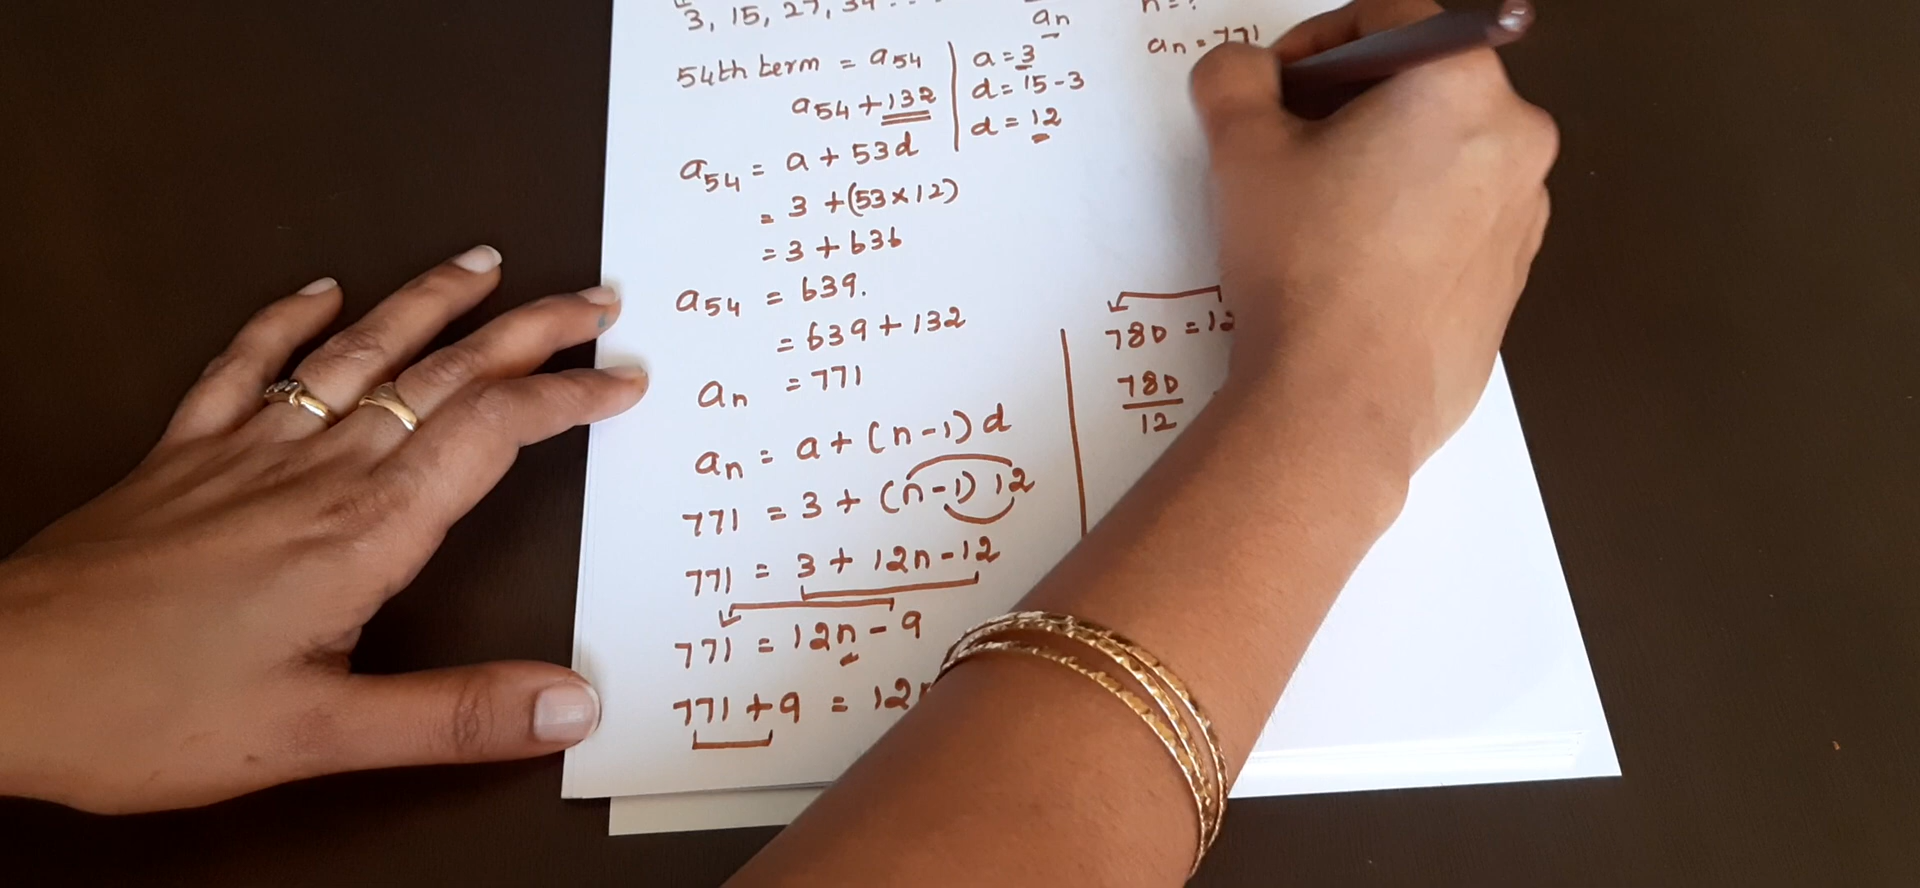 3, 15, 27, 39 . . .
an
n = ?
an = 771
54th term = a54
a = 3
a54 + 132
d = 15 - 3
d = 12
a54 = a + 53d
= 3 + (53 × 12)
= 3 + 636
a54 = 639.
= 639 + 132
an = 771
an = a + (n - 1) d
771 = 3 + (n - 1) 12
771 = 3 + 12n - 12
771 = 12n - 9
771 + 9 = 12n
780 = 12
780
12